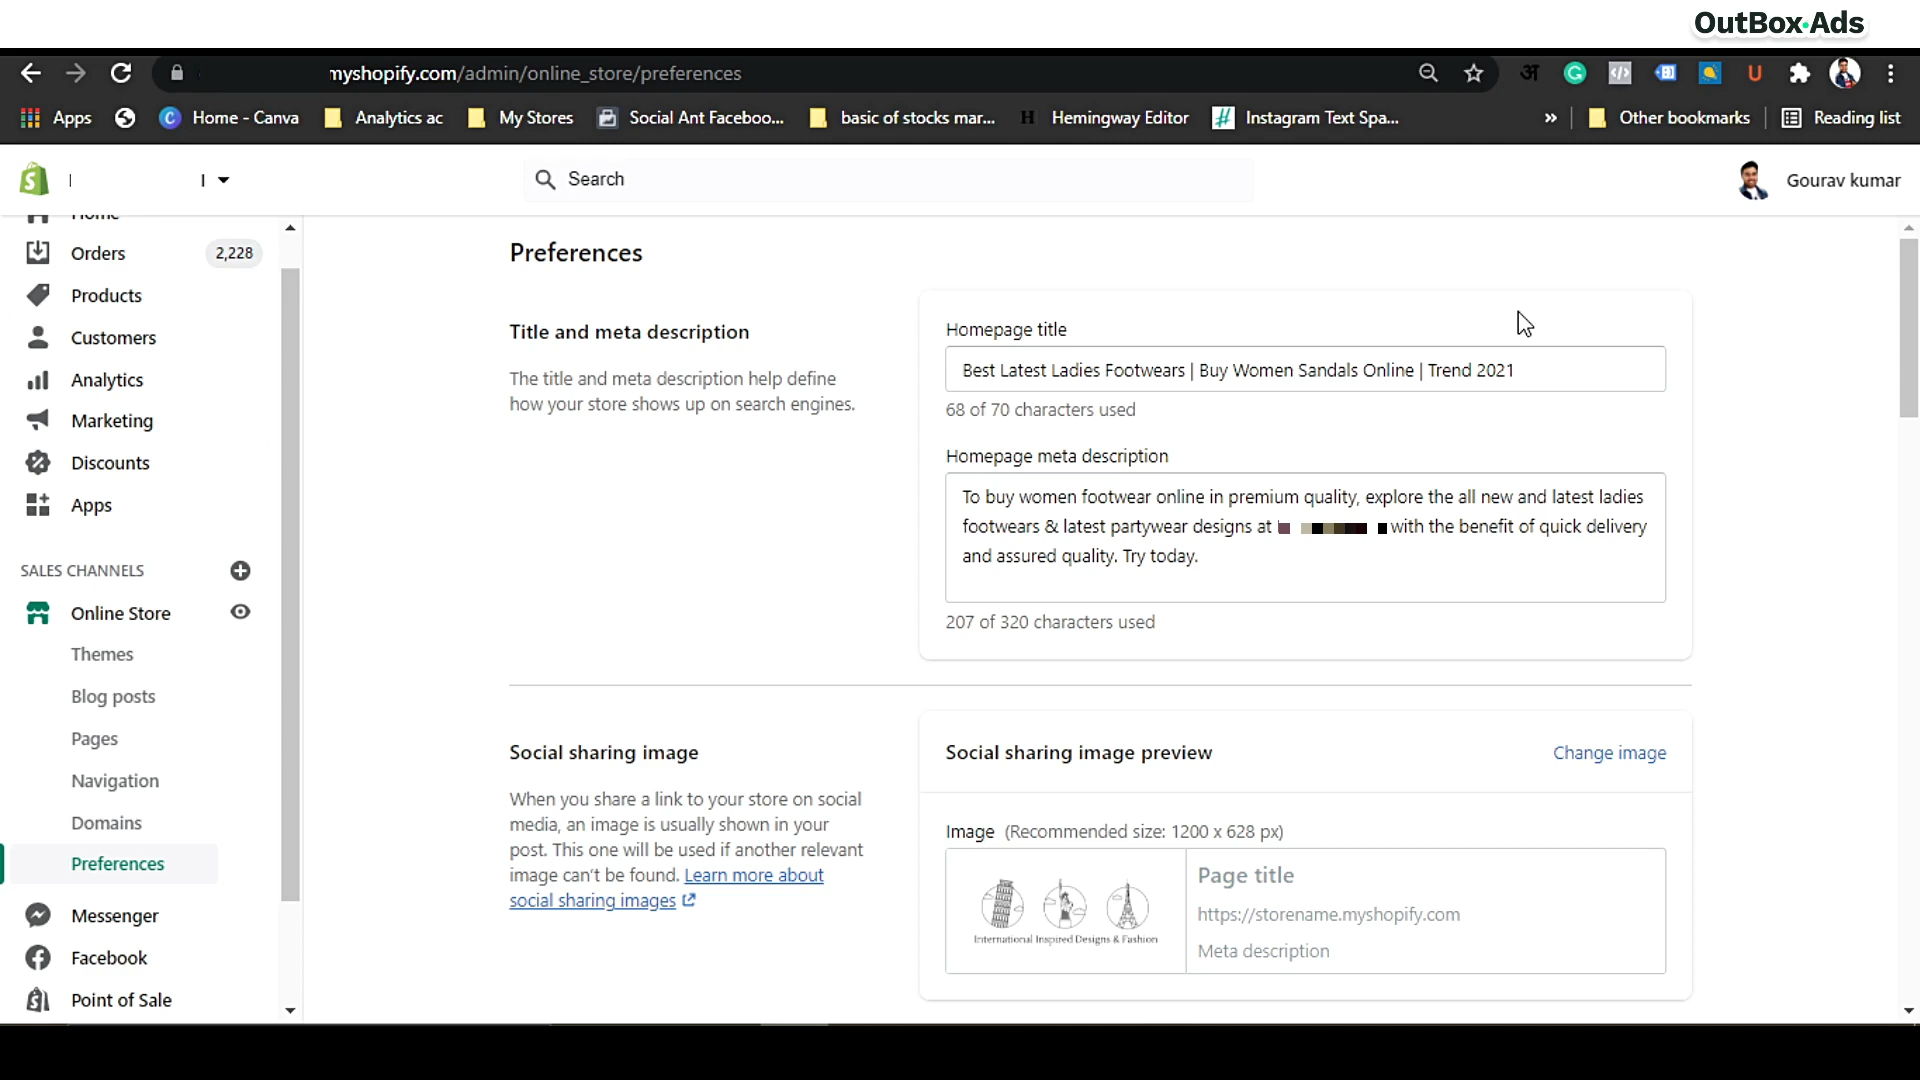 OutBox Ads
myshopify.com/admin/online_store/preferences
Apps
Home - Canva
Analytics ac
My Stores
Social Ant Faceboo...
basic of stocks mar...
Hemingway Editor
Instagram Text Spa...
»
Other bookmarks
Reading list
Search
Gourav kumar
Home
Orders
2,228
Products
Customers
Analytics
Marketing
Discounts
Apps
SALES CHANNELS
Online Store
Themes
Blog posts
Pages
Navigation
Domains
Preferences
Messenger
Facebook
Point of Sale
Preferences
Title and meta description
The title and meta description help define
how your store shows up on search engines.
Homepage title
Best Latest Ladies Footwears | Buy Women Sandals Online | Trend 2021
68 of 70 characters used
Homepage meta description
To buy women footwear online in premium quality, explore the all new and latest ladies
footwears & latest partywear designs at with the benefit of quick delivery
and assured quality. Try today.
207 of 320 characters used
Social sharing image
When you share a link to your store on social
media, an image is usually shown in your
post. This one will be used if another relevant
image can't be found. Learn more about
social sharing images
Social sharing image preview
Change image
Image (Recommended size: 1200 x 628 px)
International Inspired Designs & Fashion
Page title
https://storename.myshopify.com
Meta description